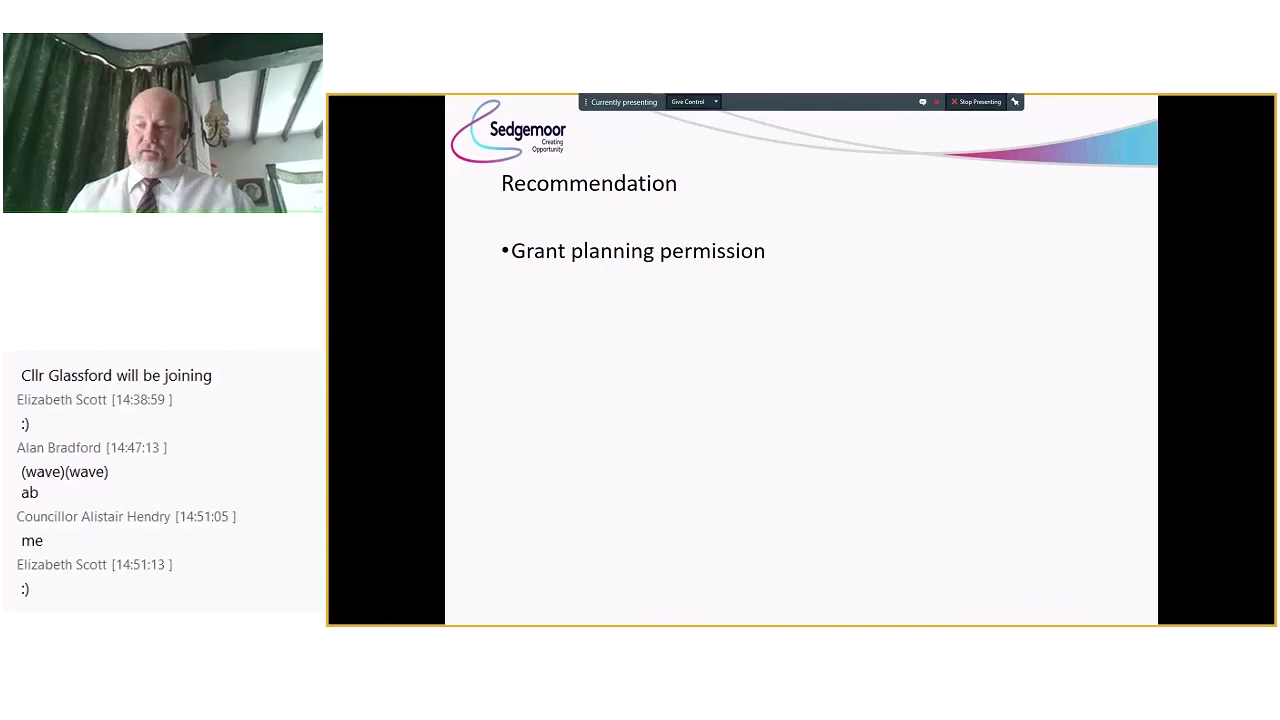 Currently presenting
Give Control
Stop Presenting
Sedgemoor
Creating
Opportunity
Recommendation
•Grant planning permission
Cllr Glassford will be joining
Elizabeth Scott [14:38:59 ]
:)
Alan Bradford [14:47:13 ]
(wave)(wave)
ab
Councillor Alistair Hendry [14:51:05 ]
me
Elizabeth Scott [14:51:13 ]
:)